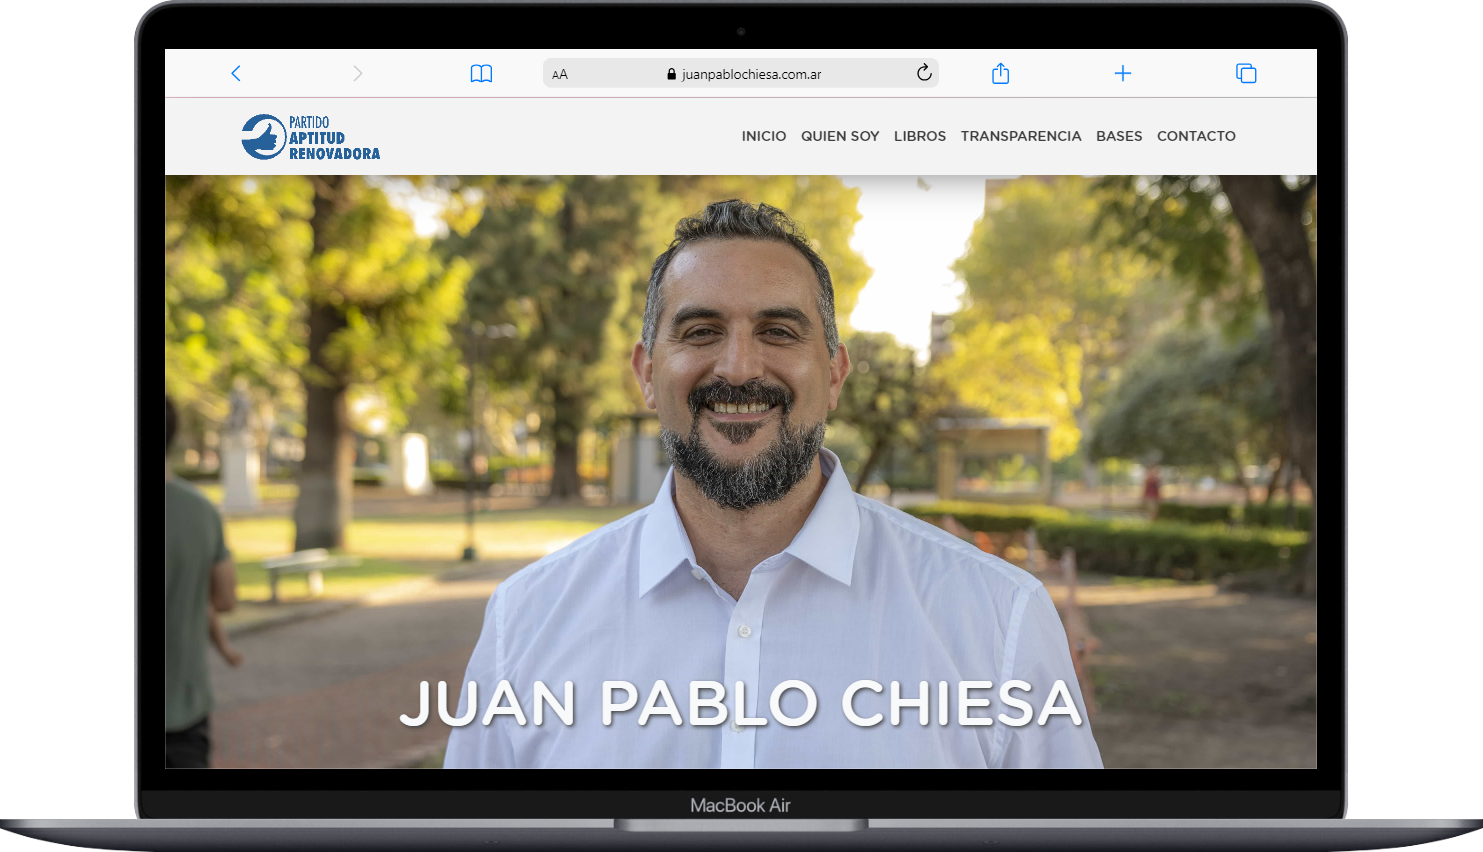 AA juanpablochiesa.com.ar
PARTIDO
APTITUD
RENOVADORA
INICIO QUIEN SOY LIBROS TRANSPARENCIA BASES CONTACTO
JUAN PABLO CHIESA
MacBook Air